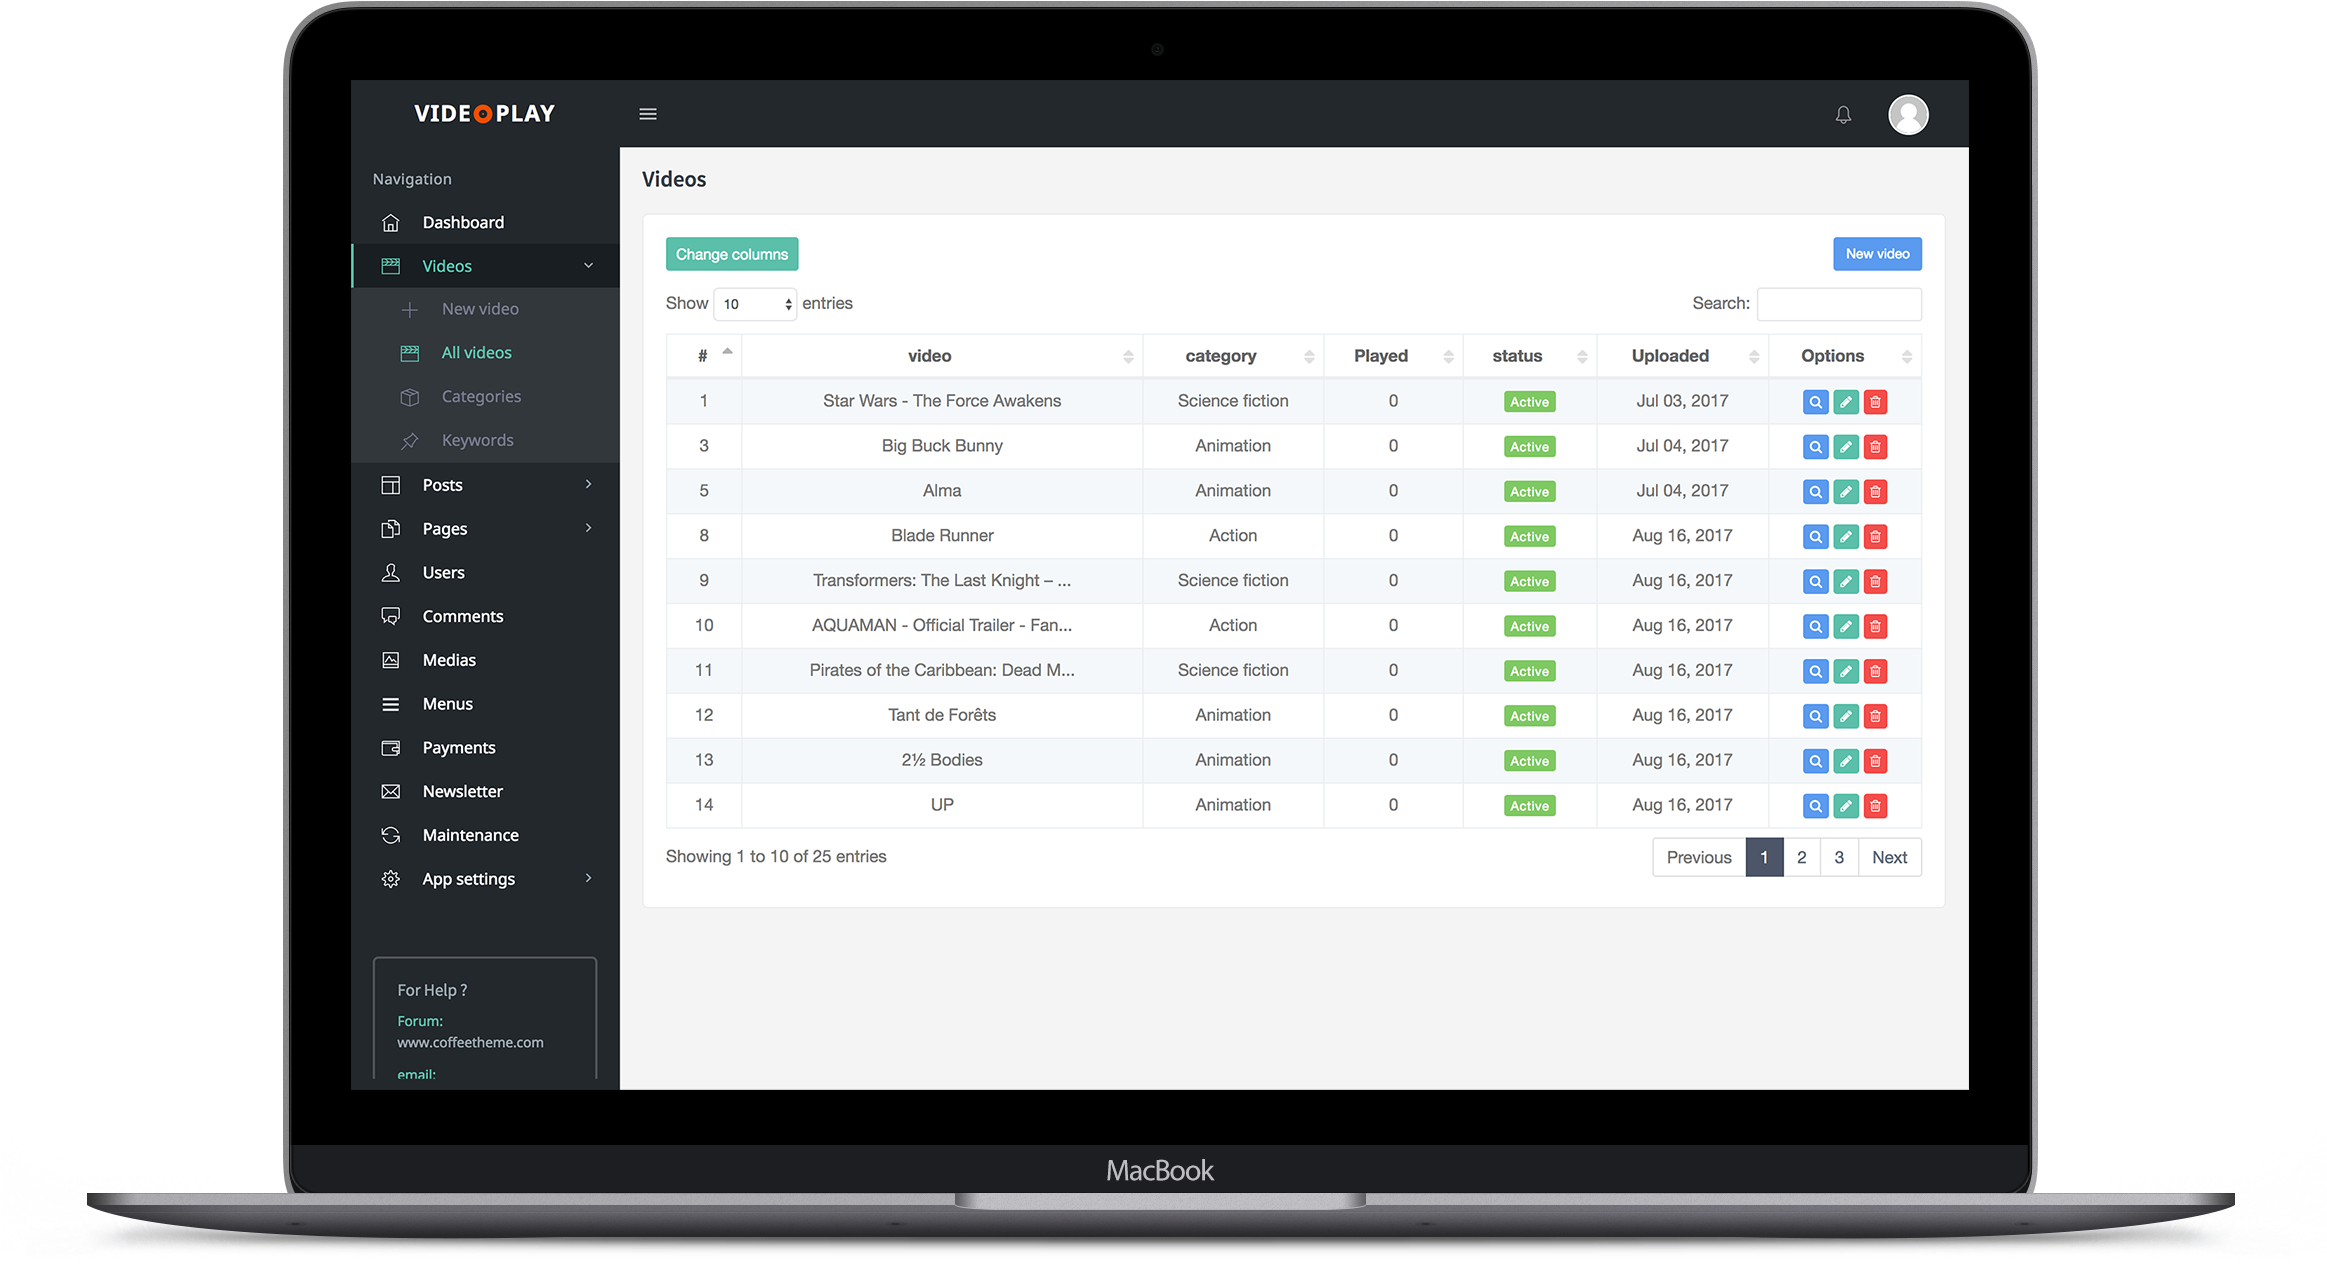 VIDEOPLAY
Navigation
Dashboard
Videos
New video
All videos
Categories
Keywords
Posts
Pages
Users
Comments
Medias
Menus
Payments
Newsletter
Maintenance
App settings
For Help ?
Forum:
www.coffeetheme.com
email:
Videos
Change columns
New video
Show 10 entries
Search:
# video category Played status Uploaded Options
1 Star Wars - The Force Awakens Science fiction 0 Active Jul 03, 2017
3 Big Buck Bunny Animation 0 Active Jul 04, 2017
5 Alma Animation 0 Active Jul 04, 2017
8 Blade Runner Action 0 Active Aug 16, 2017
9 Transformers: The Last Knight – ... Science fiction 0 Active Aug 16, 2017
10 AQUAMAN - Official Trailer - Fan... Action 0 Active Aug 16, 2017
11 Pirates of the Caribbean: Dead M... Science fiction 0 Active Aug 16, 2017
12 Tant de Forêts Animation 0 Active Aug 16, 2017
13 2½ Bodies Animation 0 Active Aug 16, 2017
14 UP Animation 0 Active Aug 16, 2017
Showing 1 to 10 of 25 entries
Previous 1 2 3 Next
MacBook